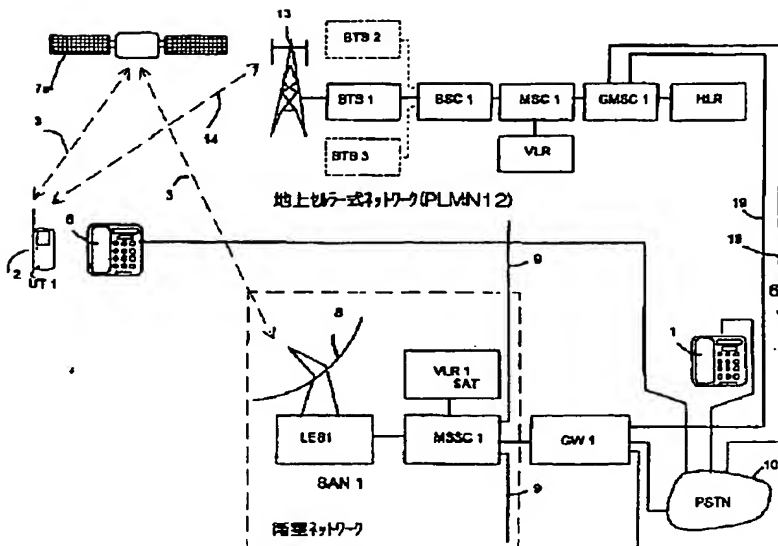 13
7a
BTS 2
BTS 1
BSC 1
MSC 1
GMSC 1
HLR
BTS 3
VLR
3
14
3
地上セルラー式ネットワーク(PLMN12)
19
18
6
2
UT 1
9
6
8
1
VLR 1
SAT
LES1
MSSC 1
GW 1
SAN 1
9
PSTN
10
衛星ネットワーク